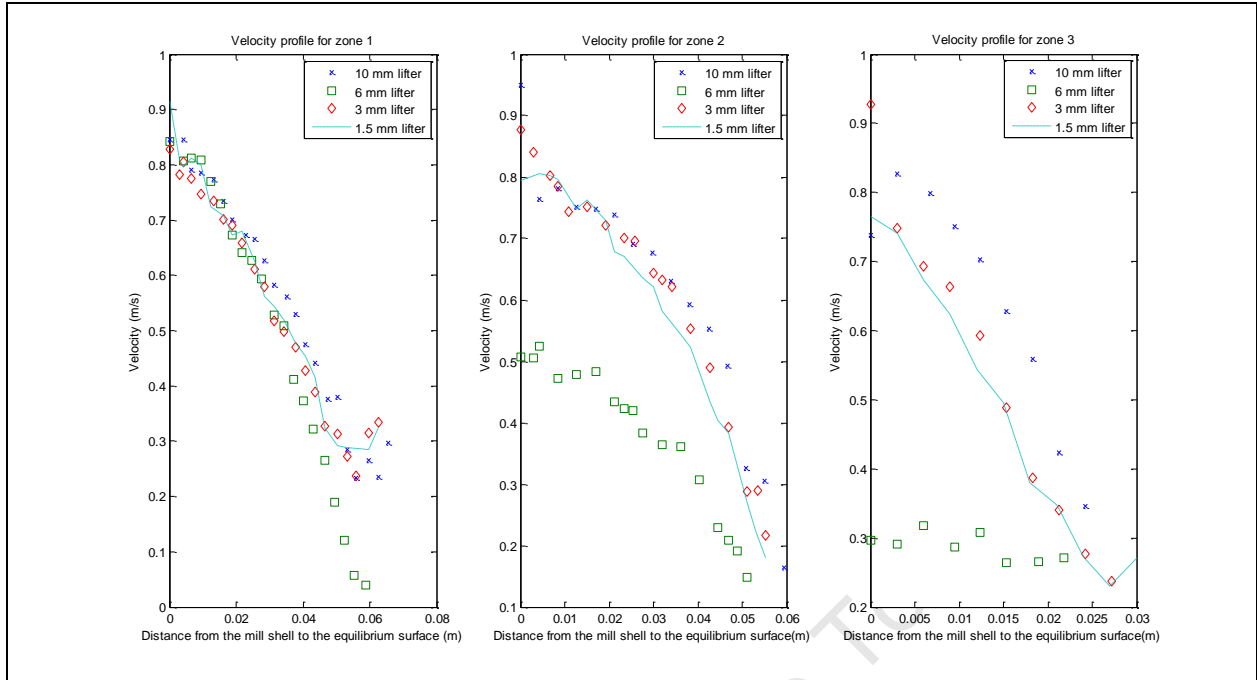 Velocity profile for zone 1
1
0.9
0.8
0.7
0.6
0.5
0.4
0.3
0.2
0.1
0
Velocity (m/s)
10 mm lifter
6 mm lifter
3 mm lifter
1.5 mm lifter
0
0.02
0.04
0.06
0.08
Distance from the mill shell to the equilibrium surface (m)
Velocity profile for zone 2
1
0.9
0.8
0.7
0.6
0.5
0.4
0.3
0.2
0.1
Velocity (m/s)
10 mm lifter
6 mm lifter
3 mm lifter
1.5 mm lifter
0
0.01
0.02
0.03
0.04
0.05
0.06
Distance from the mill shell to the equilibrium surface(m)
Velocity profile for zone 3
1
0.9
0.8
0.7
0.6
0.5
0.4
0.3
0.2
Velocity (m/s)
10 mm lifter
6 mm lifter
3 mm lifter
1.5 mm lifter
0
0.005
0.01
0.015
0.02
0.025
0.03
Distance from the mill shell to the equilibrium surface(m)